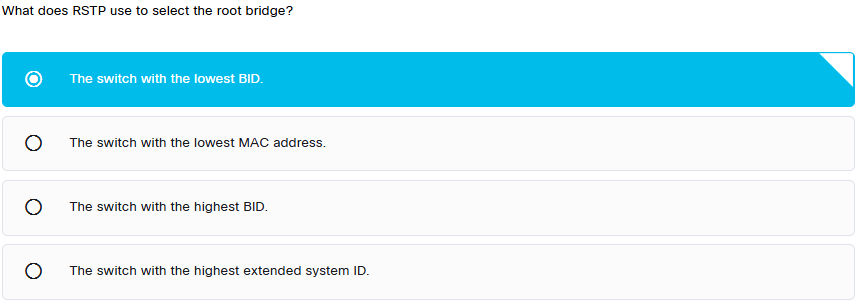 What does RSTP use to select the root bridge?
The switch with the lowest BID.
The switch with the lowest MAC address.
The switch with the highest BID.
The switch with the highest extended system ID.